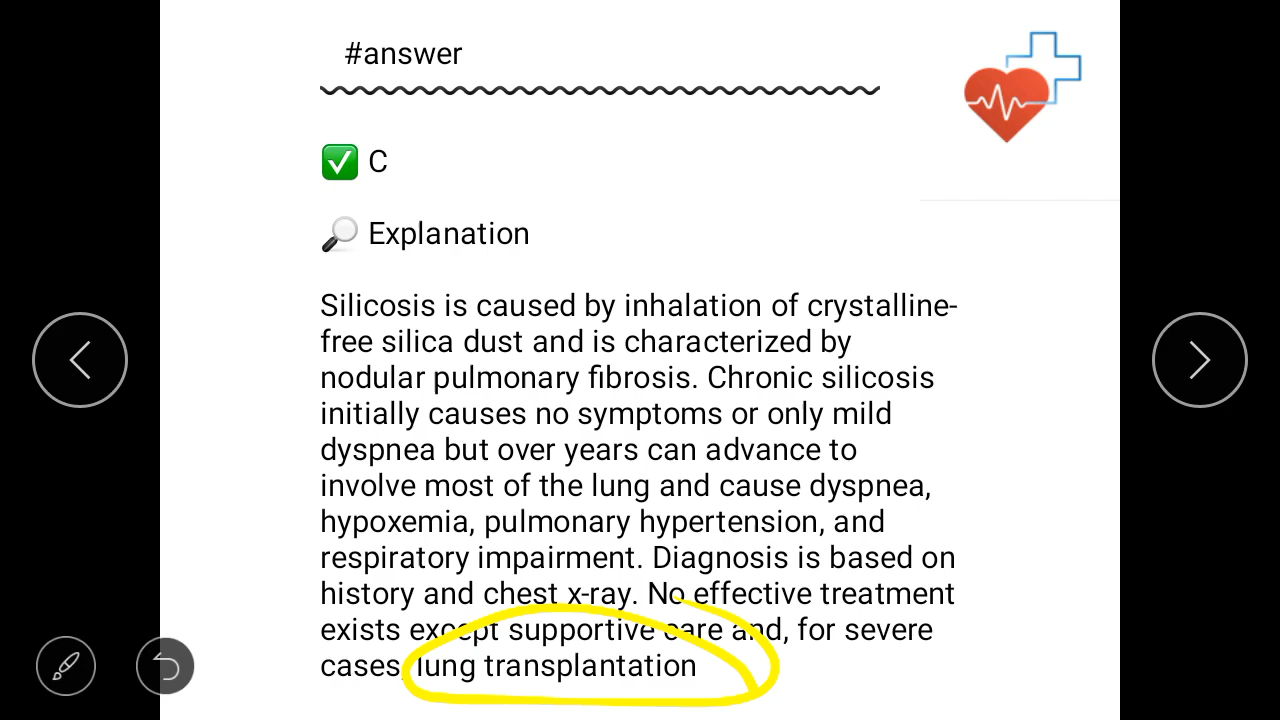 #answer
✅ C
🔎 Explanation
Silicosis is caused by inhalation of crystalline-
free silica dust and is characterized by
nodular pulmonary fibrosis. Chronic silicosis
initially causes no symptoms or only mild
dyspnea but over years can advance to
involve most of the lung and cause dyspnea,
hypoxemia, pulmonary hypertension, and
respiratory impairment. Diagnosis is based on
history and chest x-ray. No effective treatment
exists except supportive care and, for severe
cases, lung transplantation